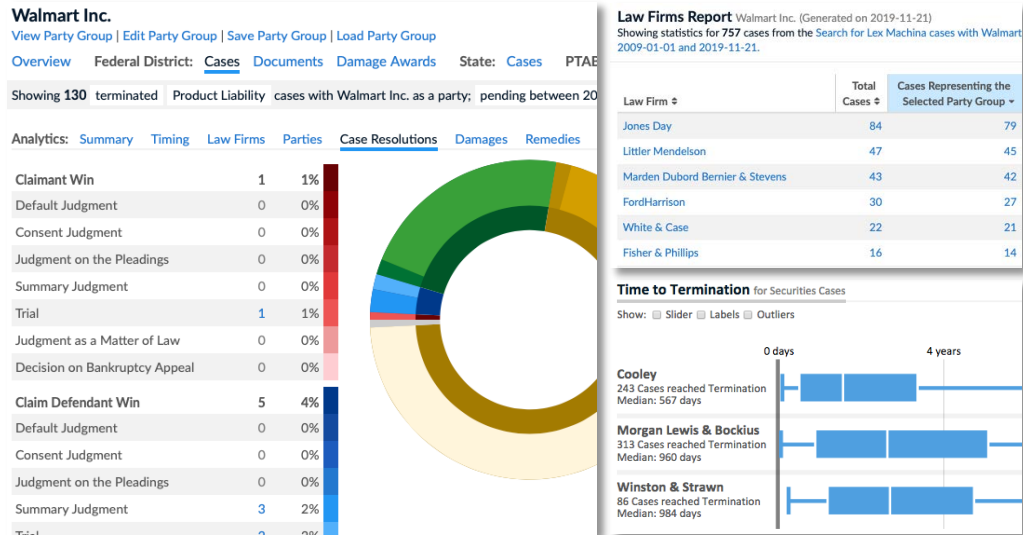 Walmart Inc.
View Party Group | Edit Party Group | Save Party Group | Load Party Group
Overview Federal District: Cases Documents Damage Awards State: Cases PTAB
Showing 130 terminated Product Liability cases with Walmart Inc. as a party; pending between 20
Analytics: Summary Timing Law Firms Parties Case Resolutions Damages Remedies
Claimant Win 1 1%
Default Judgment 0 0%
Consent Judgment 0 0%
Judgment on the Pleadings 0 0%
Summary Judgment 0 0%
Trial 1 1%
Judgment as a Matter of Law 0 0%
Decision on Bankruptcy Appeal 0 0%
Claim Defendant Win 5 4%
Default Judgment 0 0%
Consent Judgment 0 0%
Judgment on the Pleadings 0 0%
Summary Judgment 3 2%
Law Firms Report Walmart Inc. (Generated on 2019-11-21)
Showing statistics for 757 cases from the Search for Lex Machina cases with Walmart
2009-01-01 and 2019-11-21.
Law Firm Total Cases Cases Representing the Selected Party Group
Jones Day 84 79
Littler Mendelson 47 45
Marden Dubord Bernier & Stevens 43 42
FordHarrison 30 27
White & Case 22 21
Fisher & Phillips 16 14
Time to Termination for Securities Cases
Show: Slider Labels Outliers
0 days 4 years
Cooley
243 Cases reached Termination
Median: 567 days
Morgan Lewis & Bockius
313 Cases reached Termination
Median: 960 days
Winston & Strawn
86 Cases reached Termination
Median: 984 days